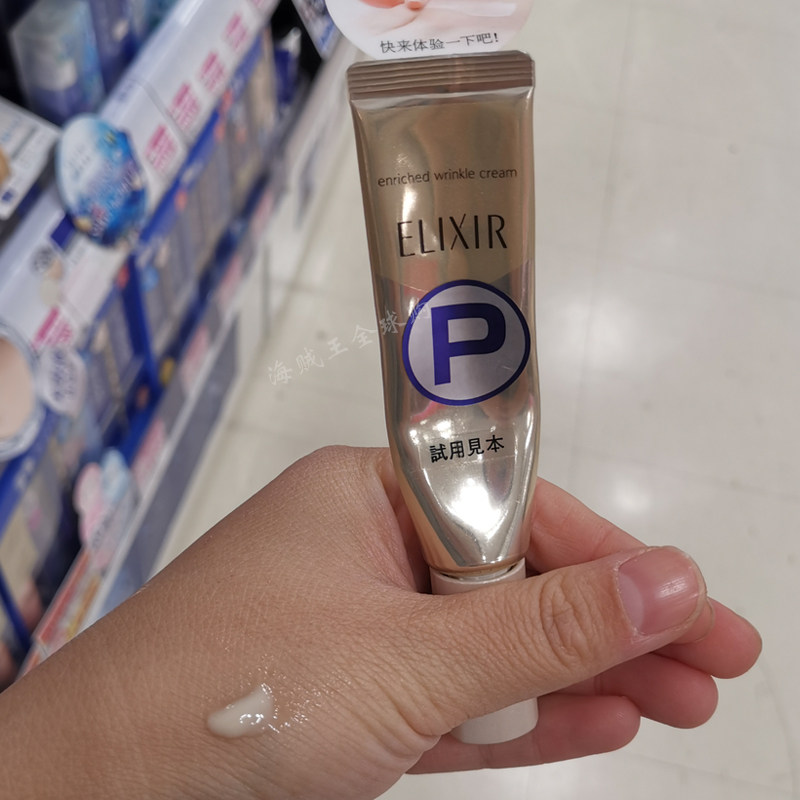 快来体验一下吧!
enriched wrinkle cream
ELIXIR
P
海贼王全球购
試用見本